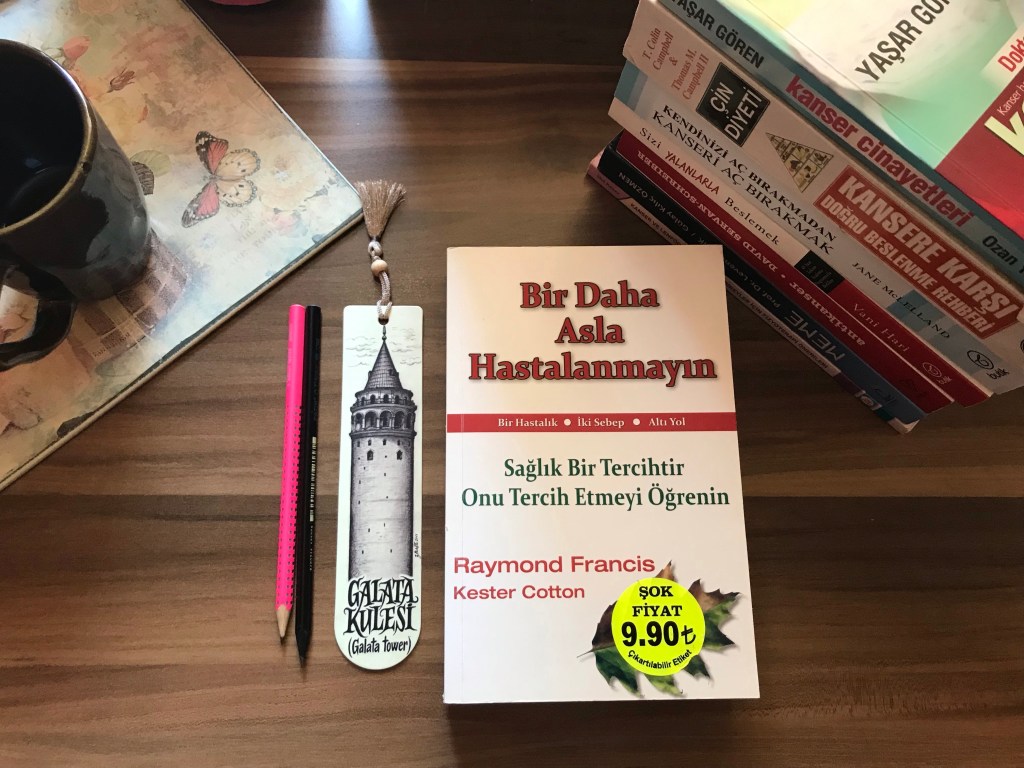 Bir Daha
Asla
Hastalanmayın
Bir Hastalık ● İki Sebep ● Altı Yol
Sağlık Bir Tercihtir
Onu Tercih Etmeyi Öğrenin
Raymond Francis
Kester Cotton
ŞOK
FİYAT
9.90₺
Çıkartılabilir Etiket
GALATA
KULESİ
(Galata tower)
YAŞAR GÖREN
kanser cinayetleri
Ozan
YAŞAR GÖ
T. Colin
Campbell
&
Thomas M.
Campbell II
ÇİN
DİYETİ
KENDİNİZİ AÇ BIRAKMADAN
KANSERİ AÇ BIRAKMAK
KANSERE KARŞI
DOĞRU BESLENME REHBERİ
JANE McLELLAND
Sizi YALANLARLA Beslemek
Vani Hari
DAVID SERVAN-SCHREIBER
antikanser
MEME